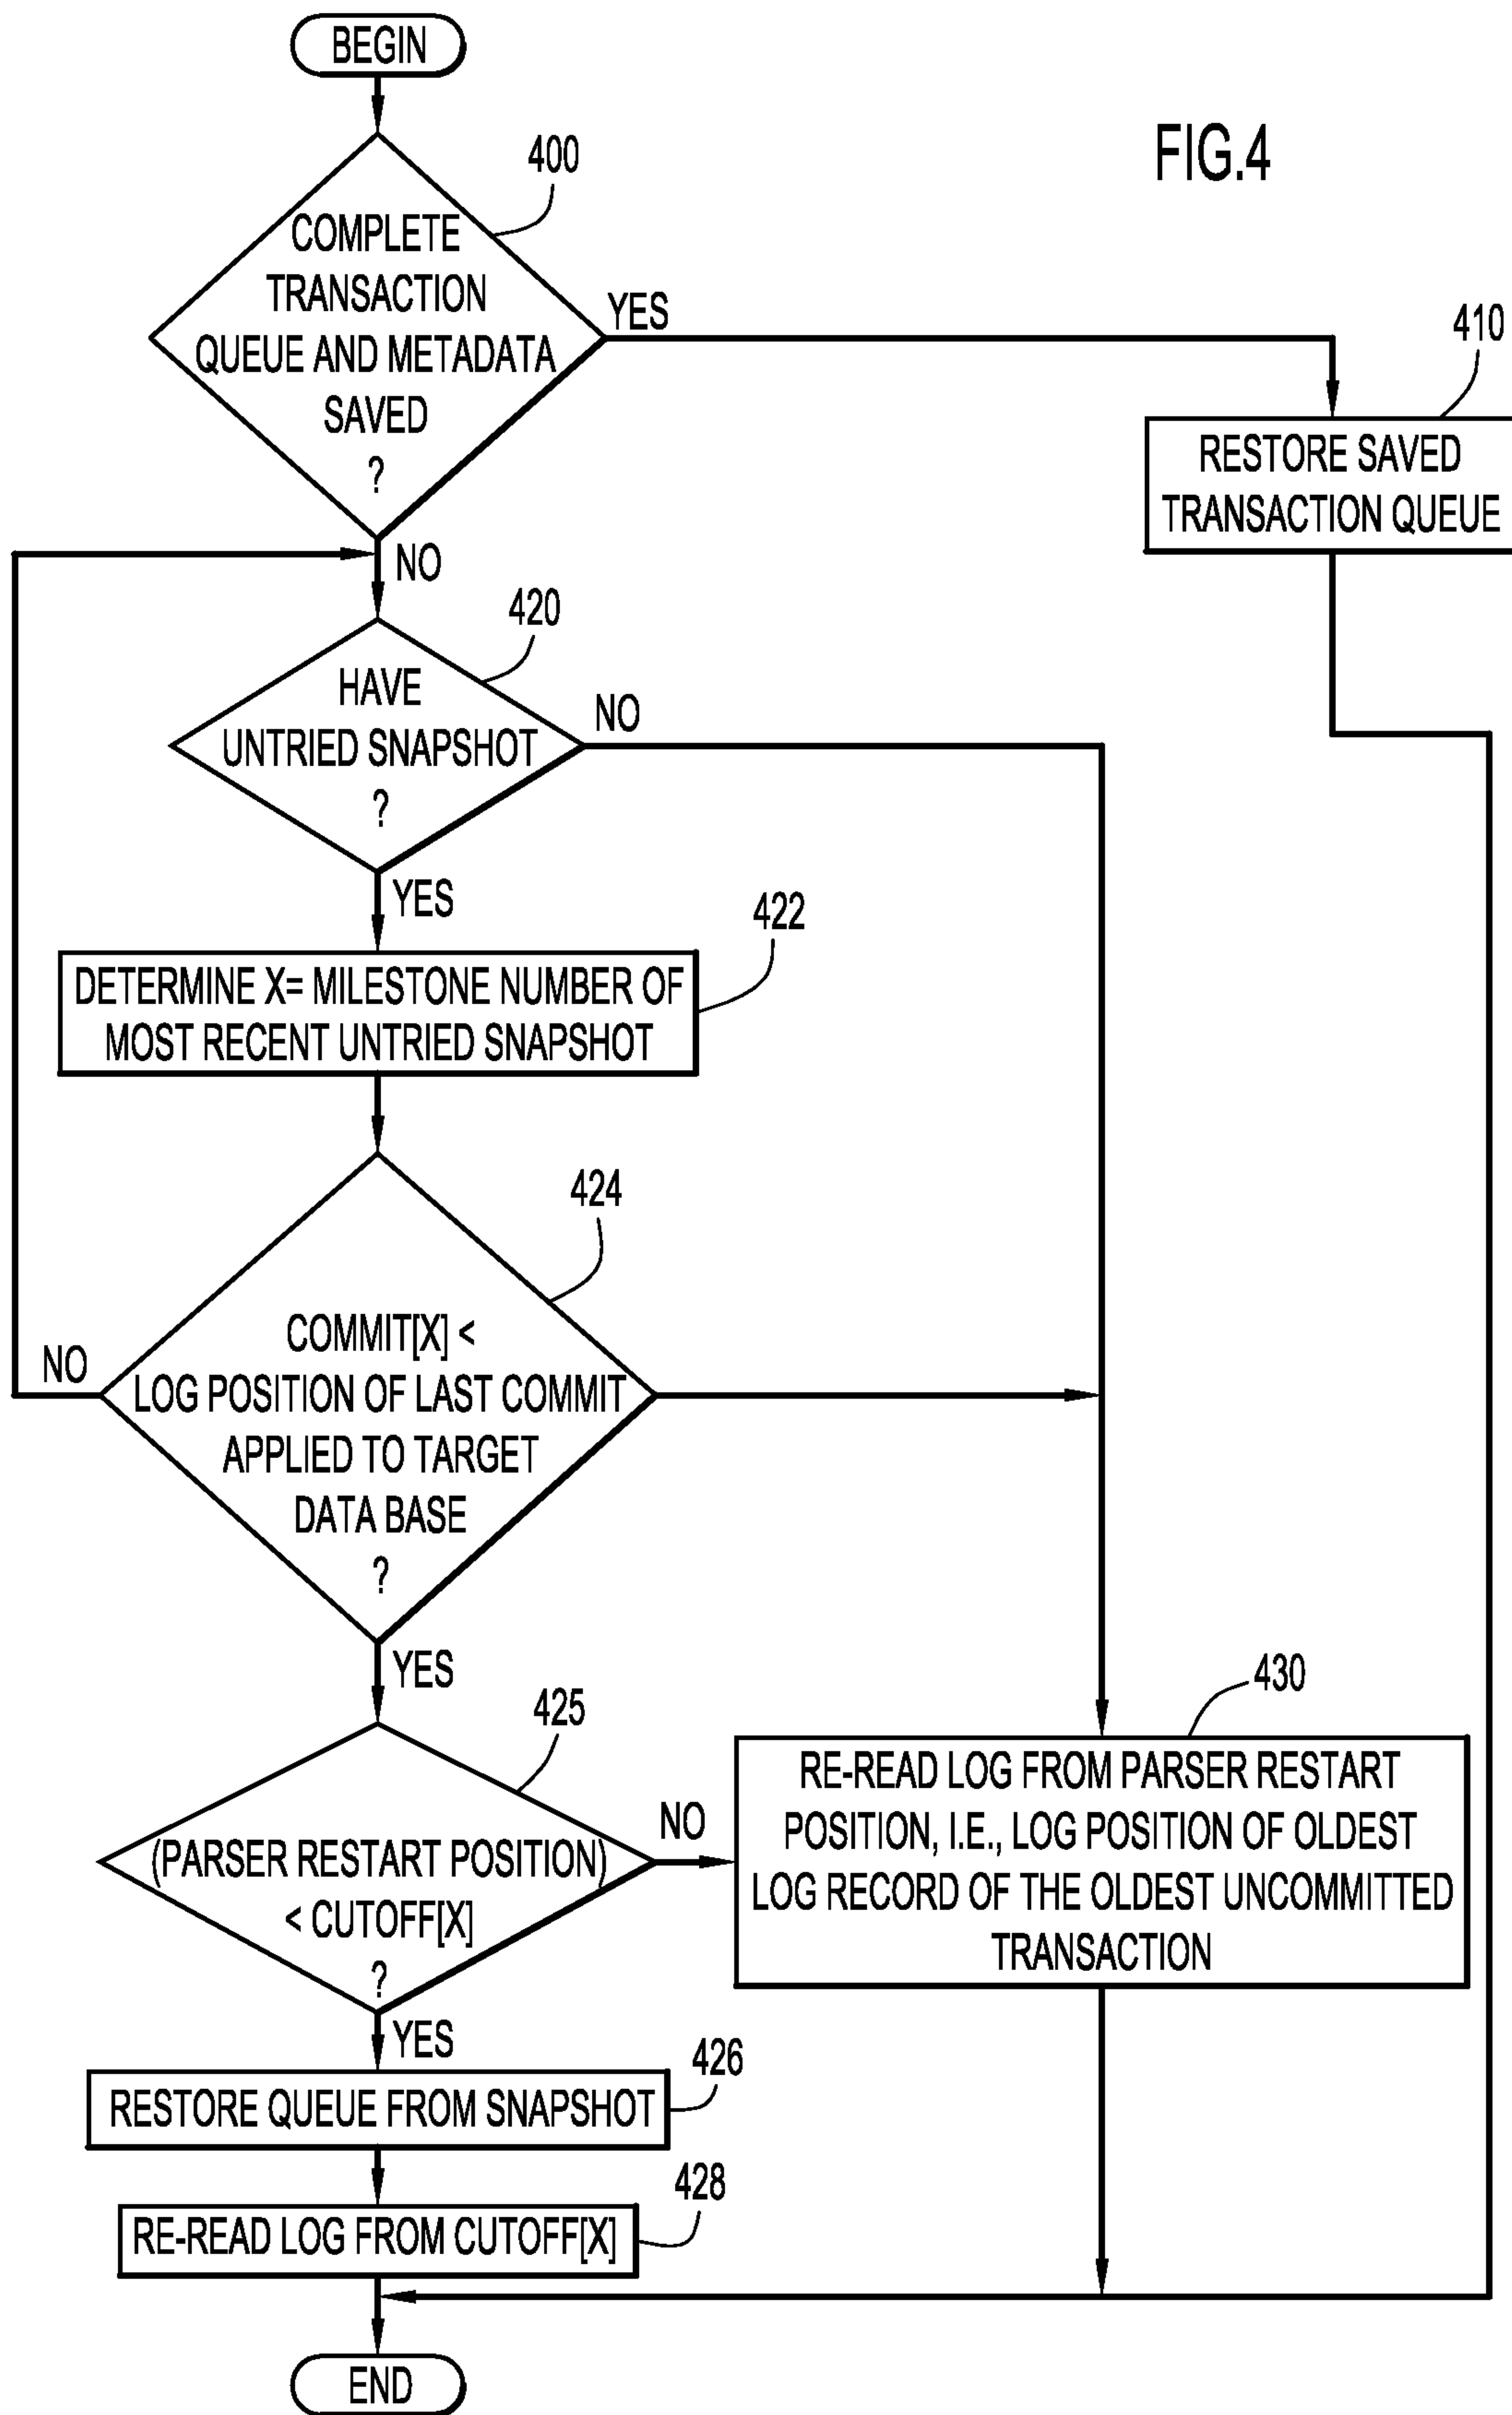 BEGIN
FIG.4
400
COMPLETE
TRANSACTION
QUEUE AND METADATA
SAVED
?
YES
410
RESTORE SAVED
TRANSACTION QUEUE
NO
420
HAVE
UNTRIED SNAPSHOT
?
NO
YES
422
DETERMINE X= MILESTONE NUMBER OF
MOST RECENT UNTRIED SNAPSHOT
424
COMMIT[X] <
LOG POSITION OF LAST COMMIT
APPLIED TO TARGET
DATA BASE
?
NO
YES
425
(PARSER RESTART POSITION)
< CUTOFF[X]
?
NO
430
RE-READ LOG FROM PARSER RESTART
POSITION, I.E., LOG POSITION OF OLDEST
LOG RECORD OF THE OLDEST UNCOMMITTED
TRANSACTION
YES
426
RESTORE QUEUE FROM SNAPSHOT
428
RE-READ LOG FROM CUTOFF[X]
END